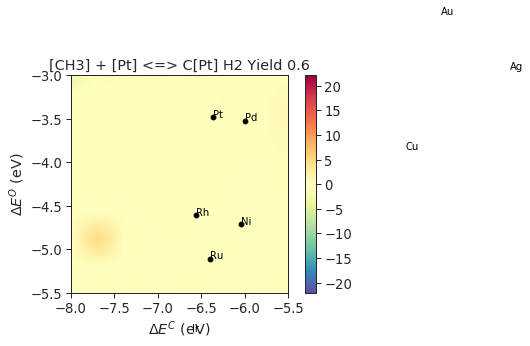 Au
Ag
[CH3] + [Pt] <=> C[Pt] H2 Yield 0.6
Cu
ΔE^O (eV)
−3.0
−3.5
−4.0
−4.5
−5.0
−5.5
Pt
Pd
Rh
Ni
Ru
−8.0 −7.5 −7.0 −6.5 −6.0 −5.5
ΔE^C (eV)
Ir
20
15
10
5
0
−5
−10
−15
−20